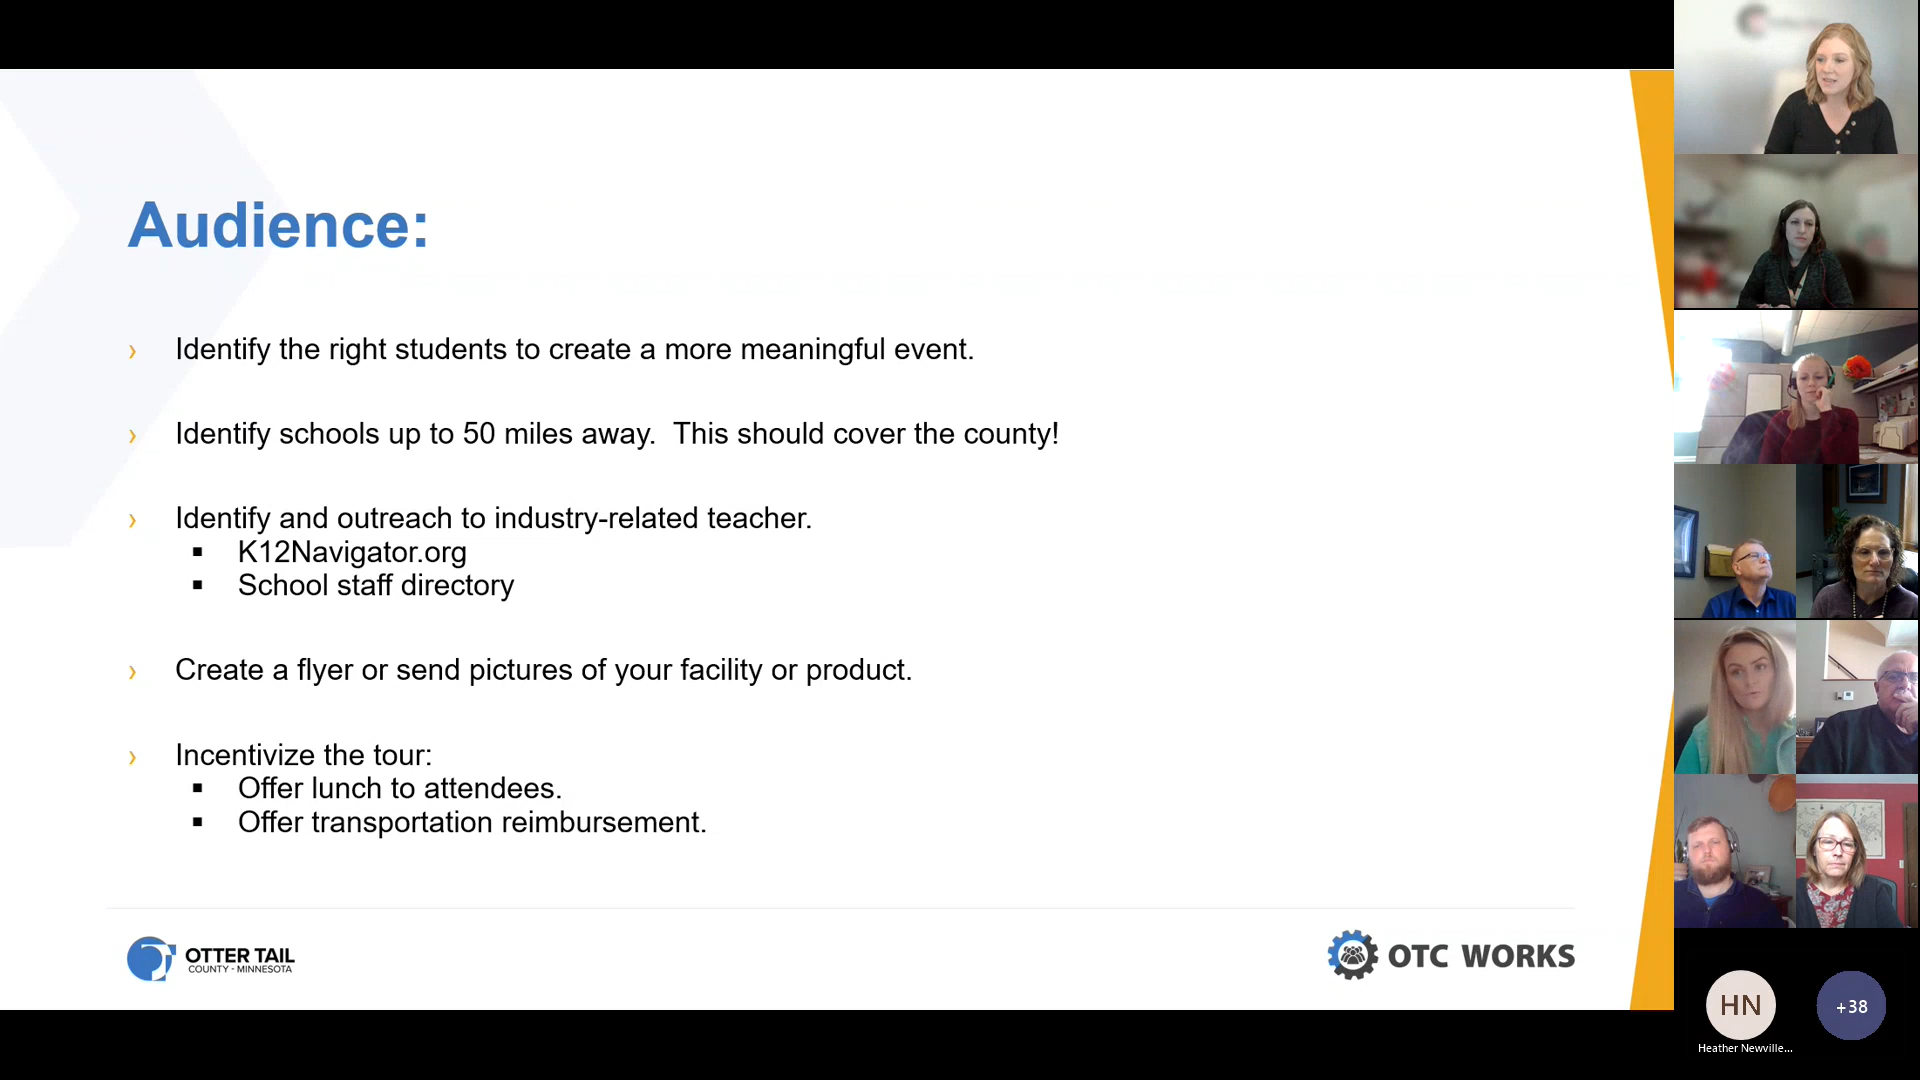 Audience:
› Identify the right students to create a more meaningful event.
› Identify schools up to 50 miles away.  This should cover the county!
› Identify and outreach to industry-related teacher.
▪ K12Navigator.org
▪ School staff directory
› Create a flyer or send pictures of your facility or product.
› Incentivize the tour:
▪ Offer lunch to attendees.
▪ Offer transportation reimbursement.
OTTER TAIL
COUNTY - MINNESOTA
OTC WORKS
HN
+38
Heather Newville...